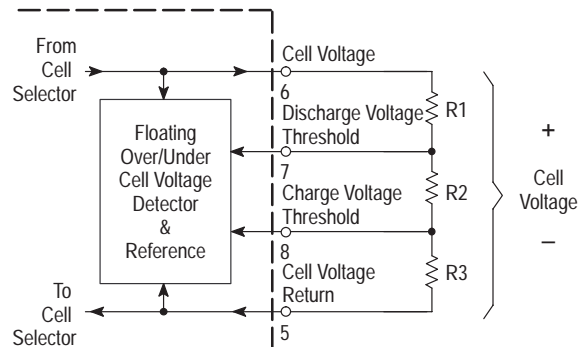 From
Cell
Selector
Cell Voltage
6
Discharge Voltage
Threshold
7
Charge Voltage
Threshold
8
Cell Voltage
Return
5
Floating
Over/Under
Cell Voltage
Detector
&
Reference
To
Cell
Selector
R1
R2
R3
+
Cell
Voltage
–